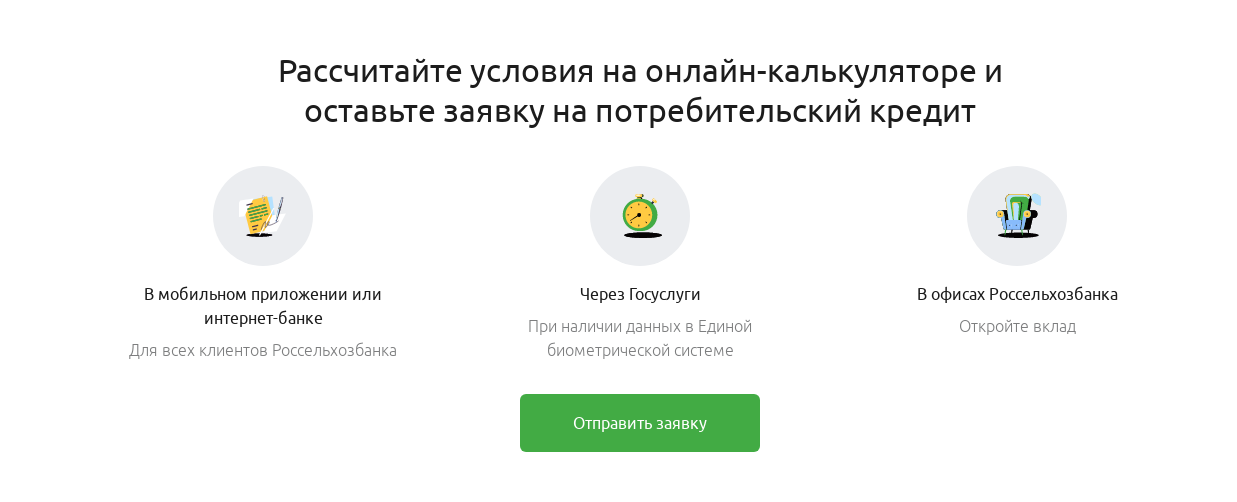 Рассчитайте условия на онлайн-калькуляторе и
оставьте заявку на потребительский кредит
В мобильном приложении или
интернет-банке
Для всех клиентов Россельхозбанка
Через Госуслуги
При наличии данных в Единой
биометрической системе
В офисах Россельхозбанка
Откройте вклад
Отправить заявку